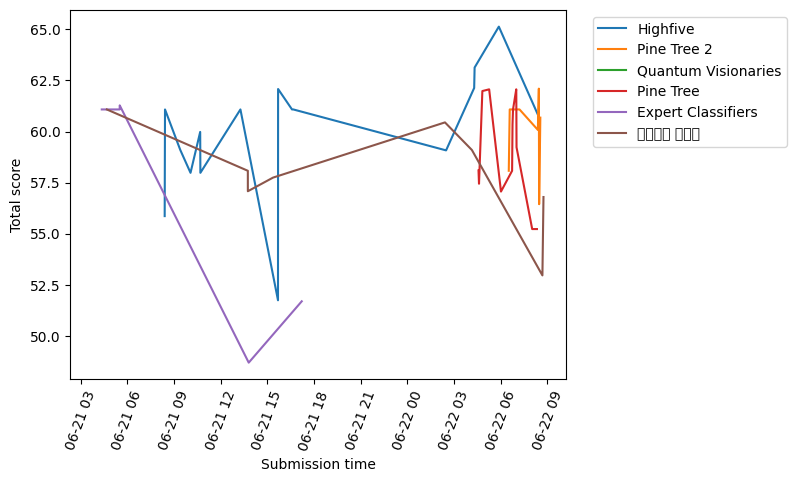 65.0
62.5
60.0
57.5
55.0
52.5
50.0
Total score
06-21 03
06-21 06
06-21 09
06-21 12
06-21 15
06-21 18
06-21 21
06-22 00
06-22 03
06-22 06
06-22 09
Submission time
Highfive
Pine Tree 2
Quantum Visionaries
Pine Tree
Expert Classifiers